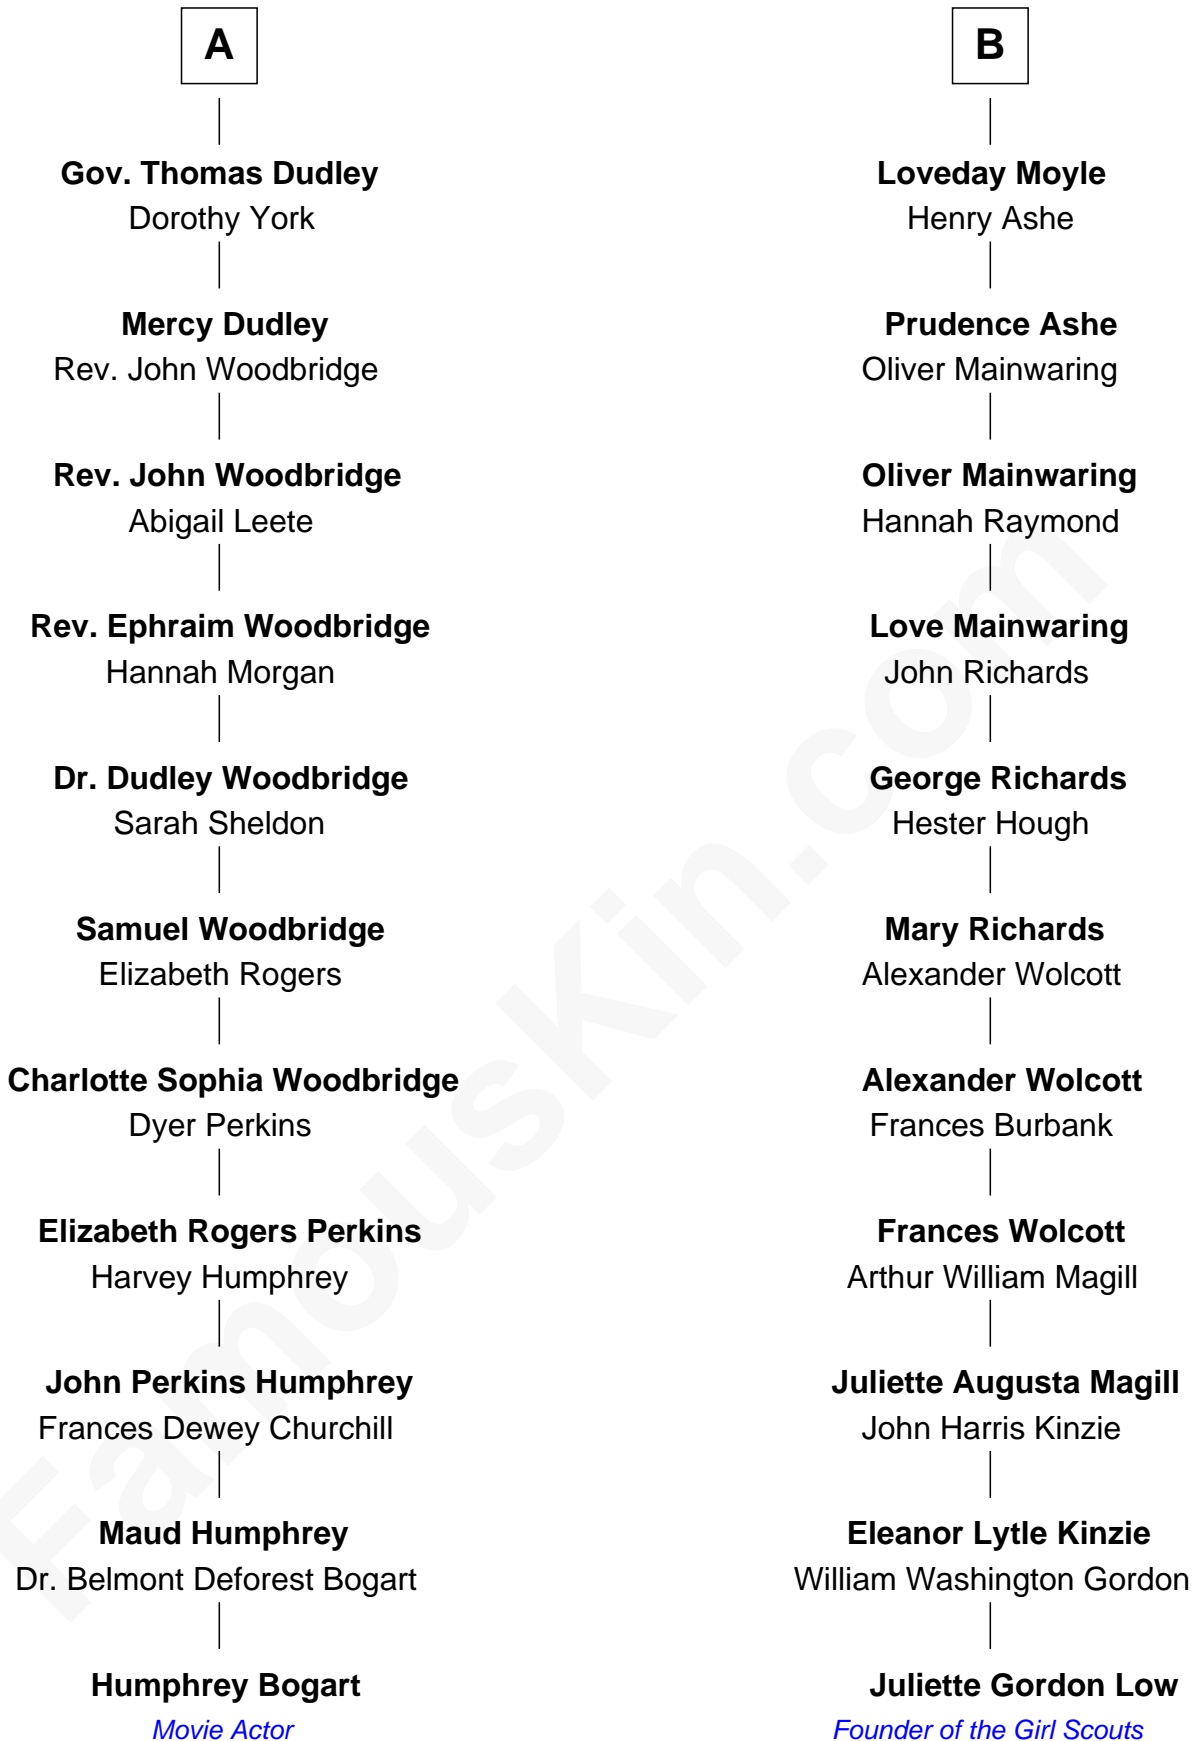 A
Gov. Thomas Dudley
Dorothy York
Mercy Dudley
Rev. John Woodbridge
Rev. John Woodbridge
Abigail Leete
Rev. Ephraim Woodbridge
Hannah Morgan
Dr. Dudley Woodbridge
Sarah Sheldon
Samuel Woodbridge
Elizabeth Rogers
Charlotte Sophia Woodbridge
Dyer Perkins
Elizabeth Rogers Perkins
Harvey Humphrey
John Perkins Humphrey
Frances Dewey Churchill
Maud Humphrey
Dr. Belmont Deforest Bogart
Humphrey Bogart
Movie Actor
B
Loveday Moyle
Henry Ashe
Prudence Ashe
Oliver Mainwaring
Oliver Mainwaring
Hannah Raymond
Love Mainwaring
John Richards
George Richards
Hester Hough
Mary Richards
Alexander Wolcott
Alexander Wolcott
Frances Burbank
Frances Wolcott
Arthur William Magill
Juliette Augusta Magill
John Harris Kinzie
Eleanor Lytle Kinzie
William Washington Gordon
Juliette Gordon Low
Founder of the Girl Scouts
FamousKin.com